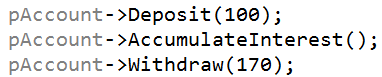 pAccount->Deposit(100);
pAccount->AccumulateInterest();
pAccount->Withdraw(170);